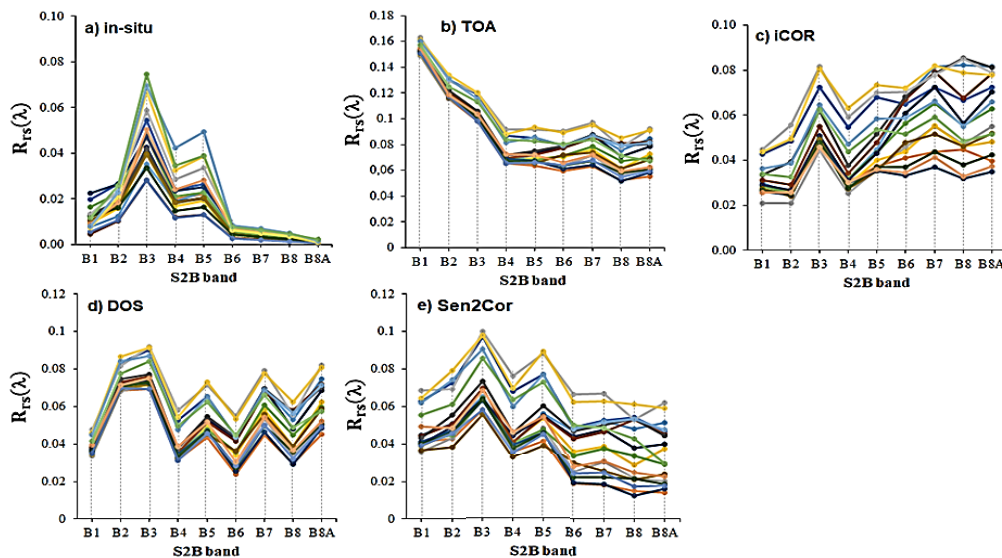 a) in-situ
R_rs(λ)
0.10
0.08
0.06
0.04
0.02
0.00
B1 B2 B3 B4 B5 B6 B7 B8 B8A
S2B band
b) TOA
R_rs(λ)
0.18
0.16
0.14
0.12
0.1
0.08
0.06
0.04
0.02
0
B1 B2 B3 B4 B5 B6 B7 B8 B8A
S2B band
c) iCOR
R_rs(λ)
0.10
0.08
0.06
0.04
0.02
0.00
B1 B2 B3 B4 B5 B6 B7 B8 B8A
S2B band
d) DOS
R_rs(λ)
0.12
0.1
0.08
0.06
0.04
0.02
0
B1 B2 B3 B4 B5 B6 B7 B8 B8A
S2B band
e) Sen2Cor
R_rs(λ)
0.12
0.1
0.08
0.06
0.04
0.02
0
B1 B2 B3 B4 B5 B6 B7 B8 B8A
S2B band